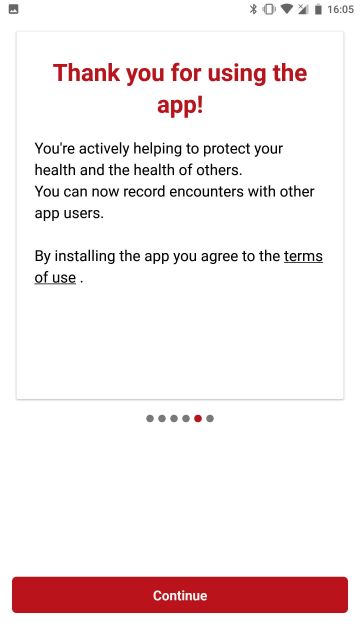 16:05
Thank you for using the
app!
You're actively helping to protect your
health and the health of others.
You can now record encounters with other
app users.
By installing the app you agree to the terms
of use .
Continue